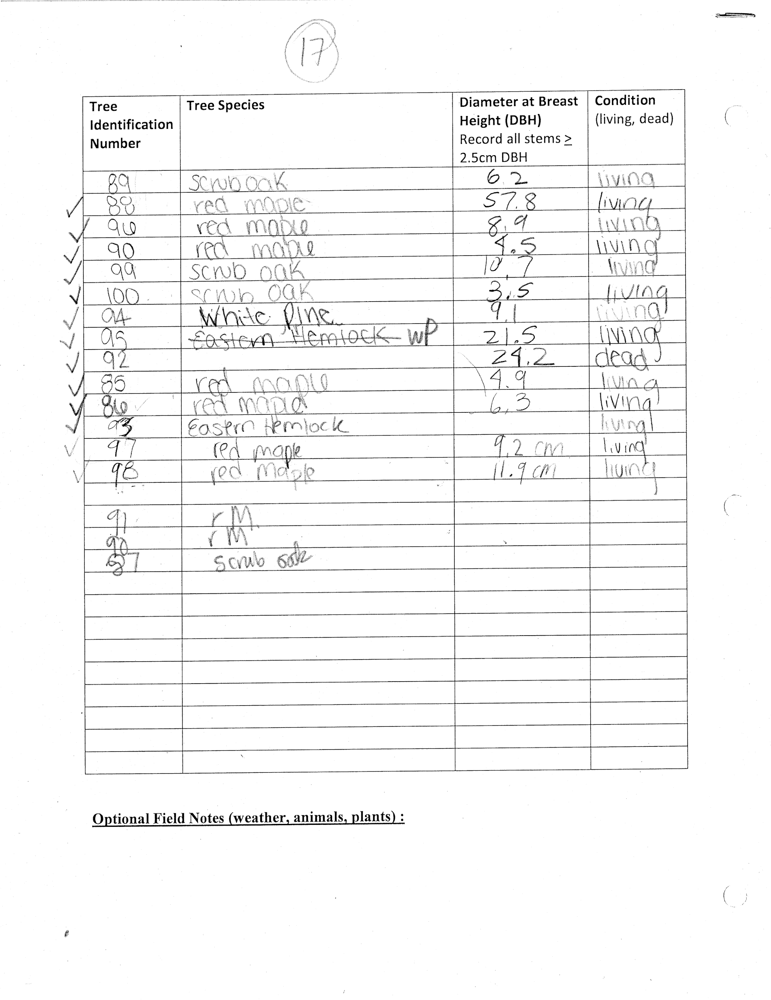 17
Tree Identification Number | Tree Species | Diameter at Breast Height (DBH) Record all stems ≥ 2.5cm DBH | Condition (living, dead)
89 | scrub oak | 6.2 | living
✓ 88 | red maple | 57.8 | living
✓ 96 | red maple | 8.9 | living
✓ 90 | red maple | 4.5 | living
✓ 99 | scrub oak | 10.7 | living
✓ 100 | scrub oak | 3.5 | living
✓ 94 | White Pine | 9.1 | living
✓ 95 | ~~Eastern Hemlock~~ WP | 21.5 | living
✓ 92 | | 24.2 | dead
✓ 85 | red maple | 4.9 | living
✓ 86 ✓ | red maple | 6.3 | living
✓ 93 | Eastern Hemlock | | living
✓ 97 | red maple | 9.2 cm | living
✓ 98 | red maple | 11.9 cm | living
91 | r M.
90 | r M
87 | scrub oak
Optional Field Notes (weather, animals, plants) :